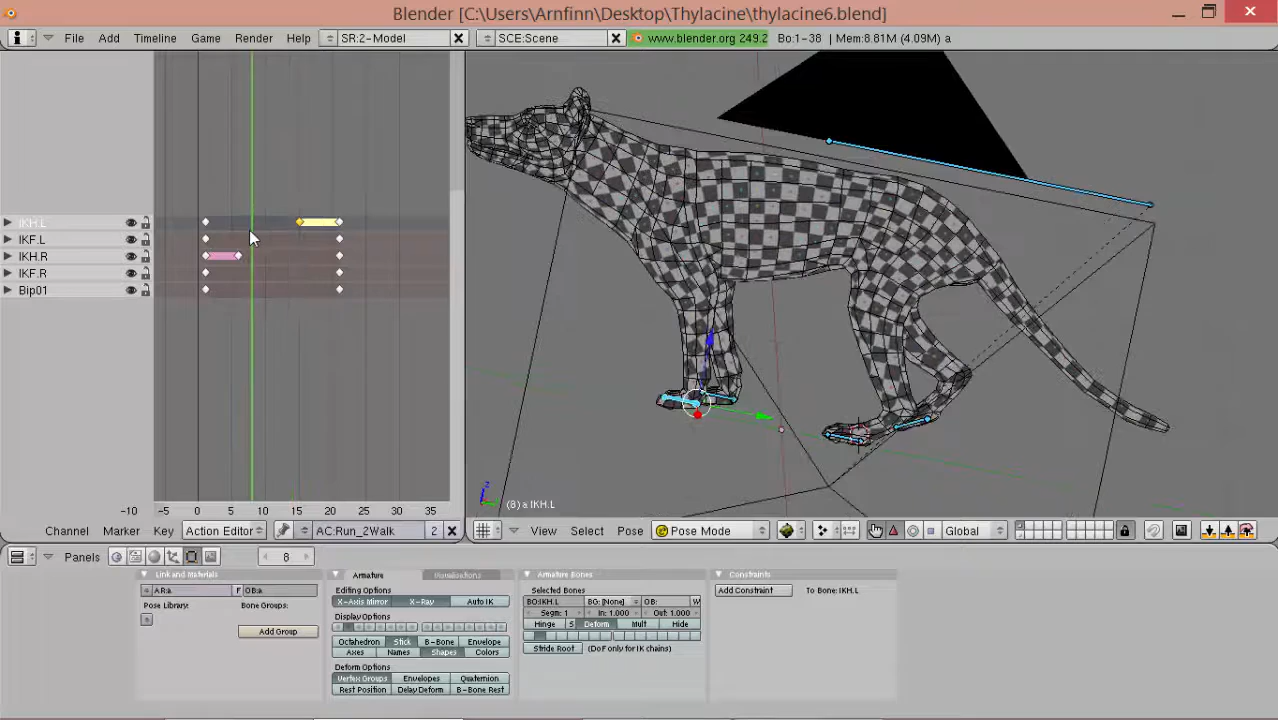 Blender [C:\Users\Arnfinn\Desktop\Thylacine\thylacine6.blend]
File Add Timeline Game Render Help SR:2-Model SCE:Scene www.blender.org 249.2 Bo:1-38 | Mem:8.81M (4.09M) a
IKH.L
IKF.L
IKH.R
IKF.R
Bip01
-10 -5 0 5 10 15 20 25 30 35
(8) a IKH.L
Channel Marker Key Action Editor AC:Run_2Walk 2
View Select Pose Pose Mode Global
Panels 8
Link and Materials
AR:a F OB:a
Pose Library: Bone Groups:
Add Group
Armature Visualisations
Editing Options
X-Axis Mirror X-Ray Auto IK
Display Options
Octahedron Stick B-Bone Envelope
Axes Names Shapes Colors
Deform Options
Vertex Groups Envelopes Quaternion
Rest Position Delay Deform B-Bone Rest
Armature Bones
Selected Bones
BO:IKH.L BG: [None] OB: W
Segm: 1 In: 1.000 Out: 1.000
Hinge S Deform Mult Hide
Stride Root (DoF only for IK chains)
Constraints
Add Constraint To Bone: IKH.L